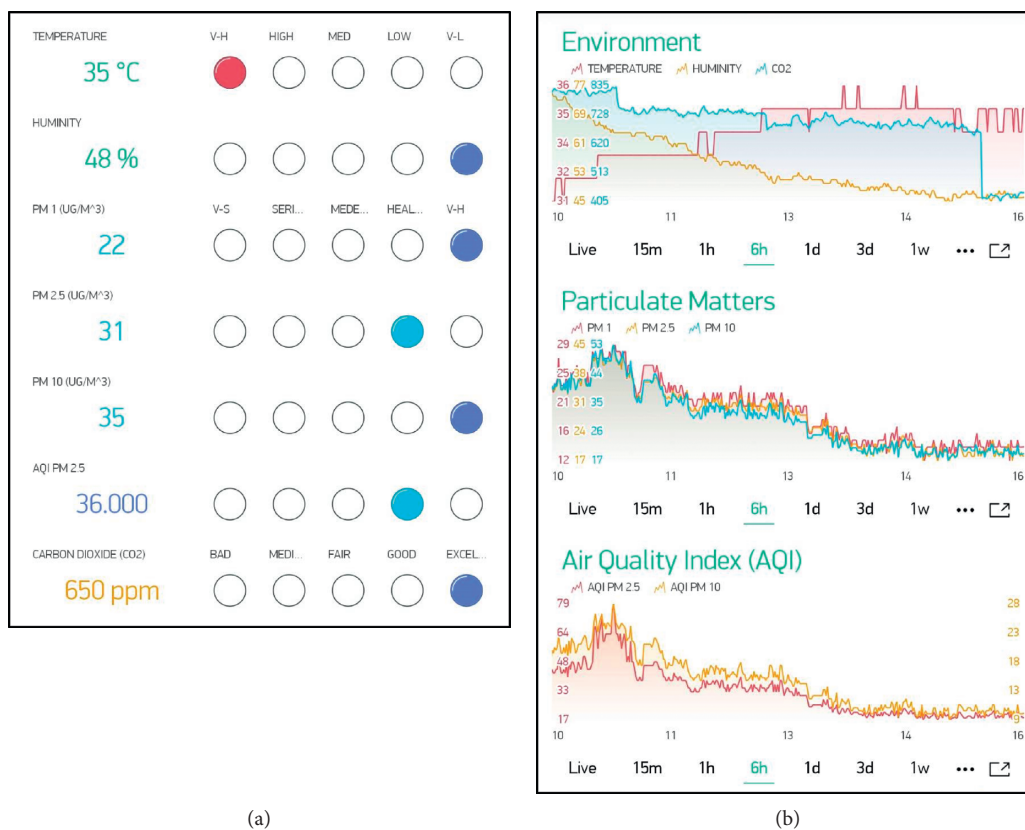 TEMPERATURE V-H HIGH MED LOW V-L
35 °C
HUMINITY
48 %
PM 1 (UG/M^3) V-S SERI... MEDE... HEAL... V-H
22
PM 2.5 (UG/M^3)
31
PM 10 (UG/M^3)
35
AQI PM 2.5
36.000
CARBON DIOXIDE (CO2) BAD MEDI... FAIR GOOD EXCEL...
650 ppm
(a)
Environment
TEMPERATURE HUMINITY CO2
36 77 835
35 69 728
34 61 620
32 53 513
31 45 405
10 11 13 14 16
Live 15m 1h 6h 1d 3d 1w •••
Particulate Matters
PM 1 PM 2.5 PM 10
29 45 53
25 38 44
21 31 35
16 24 26
12 17 17
10 11 13 14 16
Live 15m 1h 6h 1d 3d 1w •••
Air Quality Index (AQI)
AQI PM 2.5 AQI PM 10
79 28
64 23
48 18
33 13
17 9
10 11 13 14 16
Live 15m 1h 6h 1d 3d 1w •••
(b)